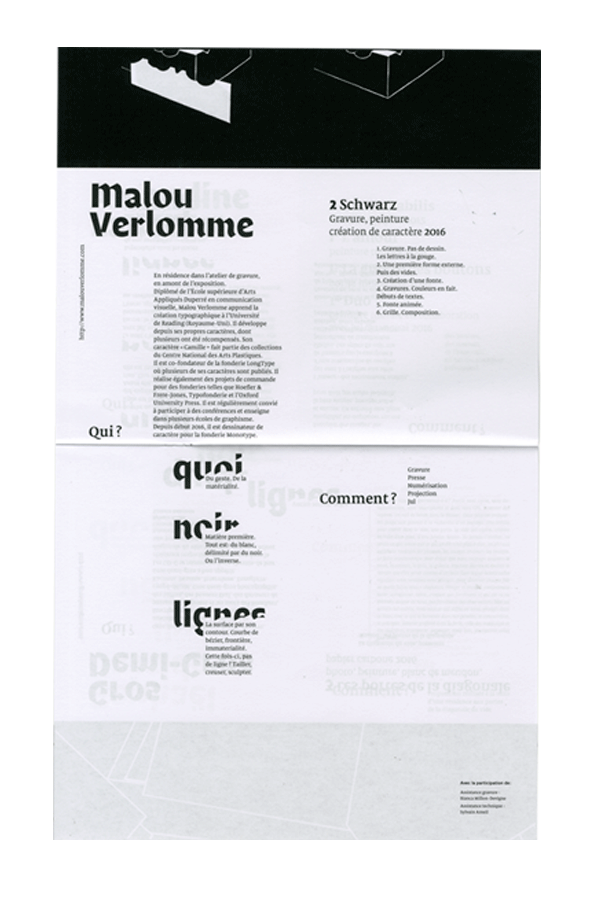 Malou
Verlomme
http://www.malouverlomme.com
En résidence dans l'atelier de gravure,
en amont de l'exposition.
Diplômé de l'École supérieure d'Arts
Appliqués Duperré en communication
visuelle, Malou Verlomme apprend la
création typographique à l'Université
de Reading (Royaume-Uni). Il développe
depuis ses propres caractères, dont
plusieurs ont été récompensés. Son
caractère «Camille» fait partie des collections
du Centre National des Arts Plastiques.
Il est co-fondateur de la fonderie LongType
où plusieurs de ses caractères sont publiés. Il
réalise également des projets de commande
pour des fonderies telles que Hoefler &
Frere-Jones, Typofonderie et l'Oxford
University Press. Il est régulièrement convié
à participer à des conférences et enseigne
dans plusieurs écoles de graphisme.
Depuis début 2016, il est dessinateur de
caractère pour la fonderie Monotype.
Qui ?
2 Schwarz
Gravure, peinture
création de caractère 2016
1. Gravure. Pas de dessin.
Les lettres à la gouge.
2. Une première forme externe.
Puis des vides.
3. Création d'une fonte.
4. Gravures. Couleurs en fait.
Débuts de textes.
5. Fonte animée.
6. Grille. Composition.
quoi
Du geste. De la
matérialité.
noir
Matière première.
Tout est: du blanc,
délimité par du noir.
Ou l'inverse.
lignes
La surface par son
contour. Courbe de
bézier, frontière,
immatérialité.
Cette fois-ci, pas
de ligne ? Tailler,
creuser, sculpter.
Comment ?
Gravure
Presse
Numérisation
Projection
Jul
Avec la participation de:
Assistance gravure :
Assistance technique :
Sylvain